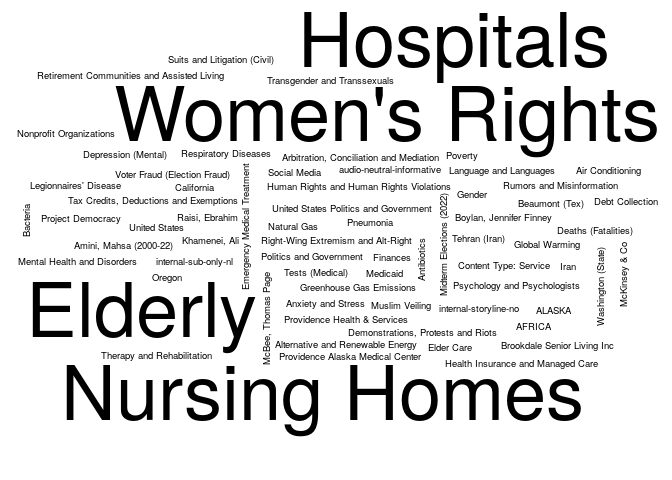 Hospitals
Suits and Litigation (Civil)
Retirement Communities and Assisted Living
Transgender and Transsexuals
Women's Rights
Nonprofit Organizations
Depression (Mental)
Respiratory Diseases
Arbitration, Conciliation and Mediation
Poverty
Voter Fraud (Election Fraud)
Social Media
audio-neutral-informative
Language and Languages
Air Conditioning
Legionnaires' Disease
California
Human Rights and Human Rights Violations
Gender
Rumors and Misinformation
Tax Credits, Deductions and Exemptions
Beaumont (Tex)
Debt Collection
Bacteria
Project Democracy
Raisi, Ebrahim
United States
United States Politics and Government
Natural Gas
Pneumonia
Boylan, Jennifer Finney
Deaths (Fatalities)
Emergency Medical Treatment
Amini, Mahsa (2000-22)
Khamenei, Ali
Right-Wing Extremism and Alt-Right
Midterm Elections (2022)
Tehran (Iran)
Global Warming
Mental Health and Disorders
internal-sub-only-nl
Politics and Government
Finances
Antibiotics
Content Type: Service
Iran
Washington (State)
McKinsey & Co
Oregon
Tests (Medical)
Medicaid
Greenhouse Gas Emissions
Psychology and Psychologists
Elderly
McBee, Thomas Page
Anxiety and Stress
Muslim Veiling
internal-storyline-no
ALASKA
Providence Health & Services
AFRICA
Demonstrations, Protests and Riots
Alternative and Renewable Energy
Elder Care
Brookdale Senior Living Inc
Therapy and Rehabilitation
Providence Alaska Medical Center
Health Insurance and Managed Care
Nursing Homes